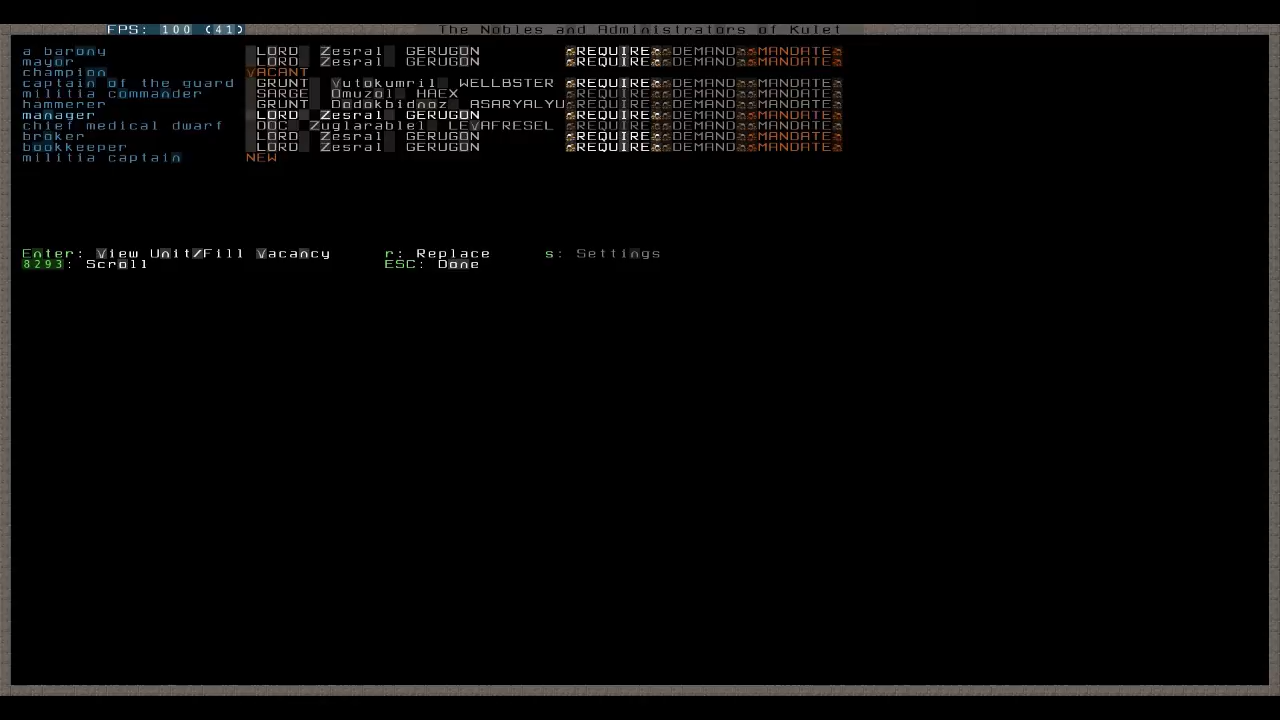 FPS: 100 (41) The Nobles and Administrators of Kulet
a barony LORD Zesral GERUGON REQUIRE DEMAND MANDATE
mayor LORD Zesral GERUGON REQUIRE DEMAND MANDATE
champion VACANT
captain of the guard GRUNT Vutokumril WELLBSTER REQUIRE DEMAND MANDATE
militia commander SARGE Omuzol HAEX REQUIRE DEMAND MANDATE
hammerer GRUNT Dodokbidnoz ASARYALYU REQUIRE DEMAND MANDATE
manager LORD Zesral GERUGON REQUIRE DEMAND MANDATE
chief medical dwarf DOC Zuglarablel LEVAFRESEL REQUIRE DEMAND MANDATE
broker LORD Zesral GERUGON REQUIRE DEMAND MANDATE
bookkeeper LORD Zesral GERUGON REQUIRE DEMAND MANDATE
militia captain NEW
Enter: View Unit/Fill Vacancy r: Replace s: Settings
8293: Scroll ESC: Done